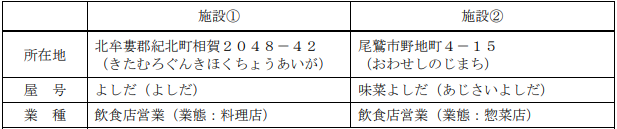 施設① 施設②
所在地 北牟婁郡紀北町相賀2048－42 尾鷲市野地町4－15
（きたむろぐんきほくちょうあいが） （おわせしのじまち）
屋　号 よしだ（よしだ） 味菜よしだ（あじさいよしだ）
業　種 飲食店営業（業態：料理店） 飲食店営業（業態：惣菜店）